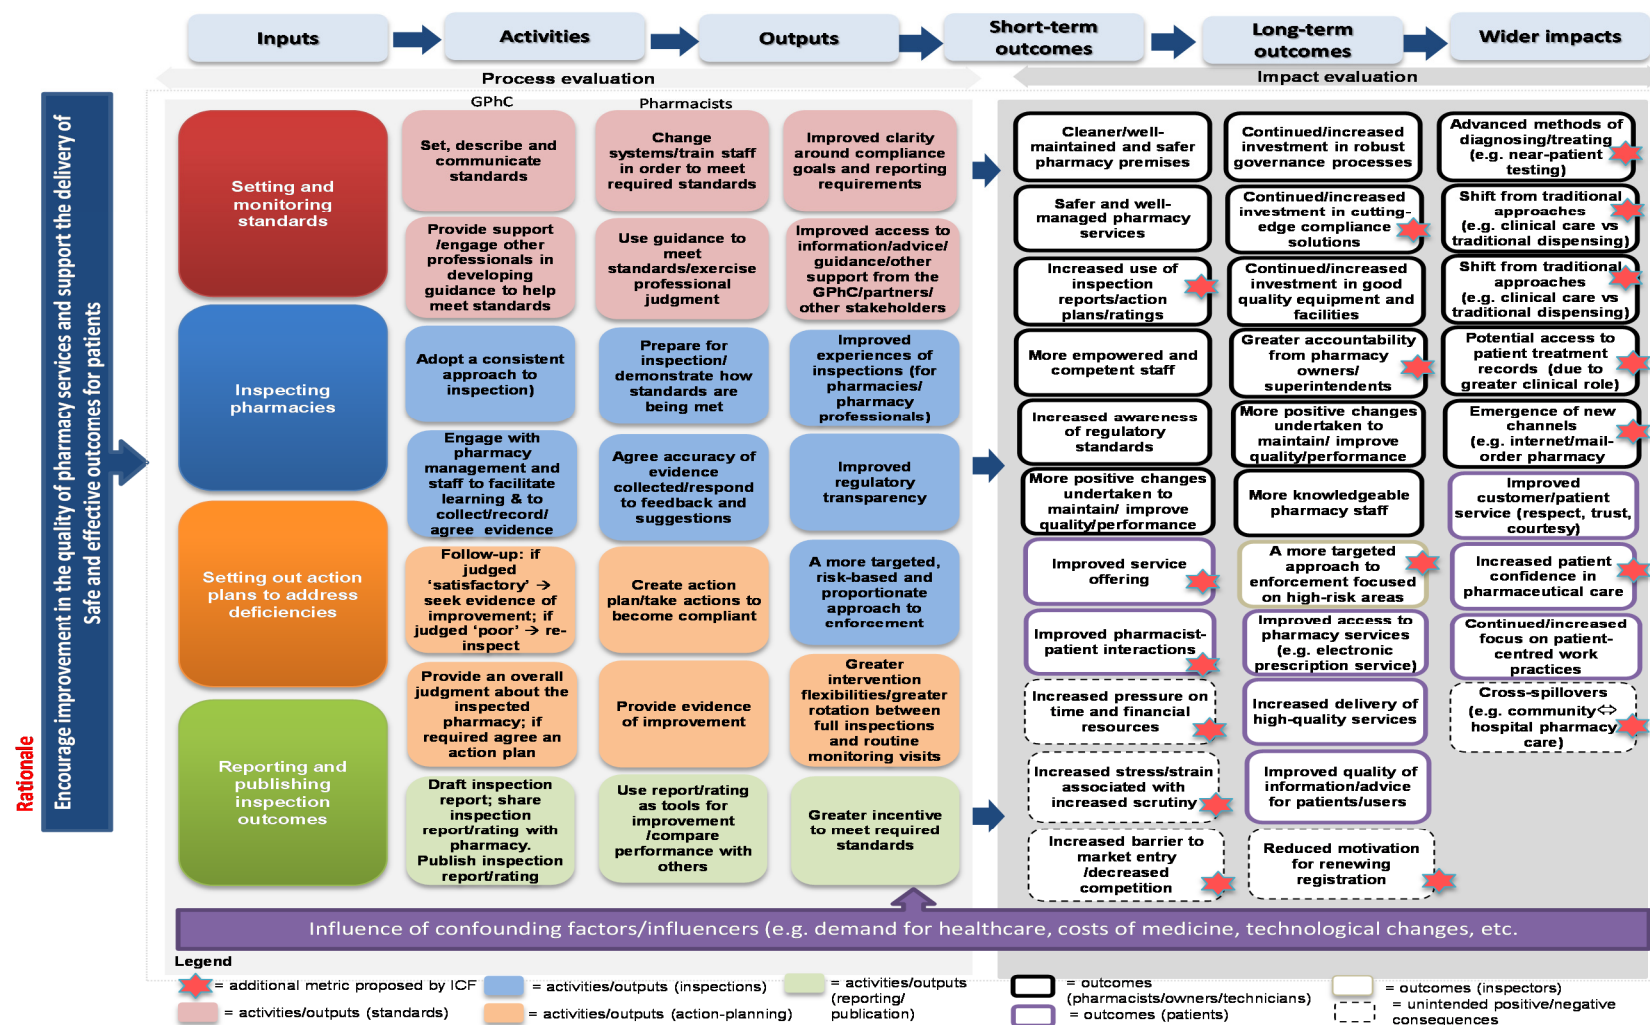 Inputs
Activities
Outputs
Short-term
outcomes
Long-term
outcomes
Wider impacts
Process evaluation
Impact evaluation
Rationale
Encourage improvement in the quality of pharmacy services and support the delivery of
Safe and effective outcomes for patients
GPhC
Pharmacists
Setting and
monitoring
standards
Inspecting
pharmacies
Setting out action
plans to address
deficiencies
Reporting and
publishing
inspection
outcomes
Set, describe and
communicate
standards
Provide support
/engage other
professionals in
developing
guidance to help
meet standards
Adopt a consistent
approach to
inspection)
Engage with
pharmacy
management and
staff to facilitate
learning & to
collect/record/
agree evidence
Follow-up: if
judged
‘satisfactory’ →
seek evidence of
improvement; if
judged ‘poor’ → re-
inspect
Provide an overall
judgment about the
inspected
pharmacy; if
required agree an
action plan
Draft inspection
report; share
inspection
report/rating with
pharmacy.
Publish inspection
report/rating
Change
systems/train staff
in order to meet
required standards
Use guidance to
meet
standards/exercise
professional
judgment
Prepare for
inspection/
demonstrate how
standards are
being met
Agree accuracy of
evidence
collected/respond
to feedback and
suggestions
Create action
plan/take actions to
become compliant
Provide evidence
of improvement
Use report/rating
as tools for
improvement
/compare
performance with
others
Improved clarity
around compliance
goals and reporting
requirements
Improved access to
information/advice/
guidance/other
support from the
GPhC/partners/
other stakeholders
Improved
experiences of
inspections (for
pharmacies/
pharmacy
professionals)
Improved
regulatory
transparency
A more targeted,
risk-based and
proportionate
approach to
enforcement
Greater
intervention
flexibilities/greater
rotation between
full inspections
and routine
monitoring visits
Greater incentive
to meet required
standards
Cleaner/well-
maintained and safer
pharmacy premises
Safer and well-
managed pharmacy
services
Increased use of
inspection
reports/action
plans/ratings
More empowered and
competent staff
Increased awareness
of regulatory
standards
More positive changes
undertaken to
maintain/ improve
quality/performance
Improved service
offering
Improved pharmacist-
patient interactions
Increased pressure on
time and financial
resources
Increased stress/strain
associated with
increased scrutiny
Increased barrier to
market entry
/decreased
competition
Continued/increased
investment in robust
governance processes
Continued/increased
investment in cutting-
edge compliance
solutions
Continued/increased
investment in good
quality equipment and
facilities
Greater accountability
from pharmacy
owners/
superintendents
More positive changes
undertaken to
maintain/ improve
quality/performance
More knowledgeable
pharmacy staff
A more targeted
approach to
enforcement focused
on high-risk areas
Improved access to
pharmacy services
(e.g. electronic
prescription service)
Increased delivery of
high-quality services
Improved quality of
information/advice
for patients/users
Reduced motivation
for renewing
registration
Advanced methods of
diagnosing/treating
(e.g. near-patient
testing)
Shift from traditional
approaches
(e.g. clinical care vs
traditional dispensing)
Shift from traditional
approaches
(e.g. clinical care vs
traditional dispensing)
Potential access to
patient treatment
records (due to
greater clinical role)
Emergence of new
channels
(e.g. internet/mail-
order pharmacy
Improved
customer/patient
service (respect, trust,
courtesy)
Increased patient
confidence in
pharmaceutical care
Continued/increased
focus on patient-
centred work
practices
Cross-spillovers
(e.g. community⇔
hospital pharmacy
care)
Influence of confounding factors/influencers (e.g. demand for healthcare, costs of medicine, technological changes, etc.
Legend
= additional metric proposed by ICF
= activities/outputs (standards)
= activities/outputs (inspections)
= activities/outputs (action-planning)
= activities/outputs
(reporting/
publication)
= outcomes
(pharmacists/owners/technicians)
= outcomes (patients)
= outcomes (inspectors)
= unintended positive/negative
consequences